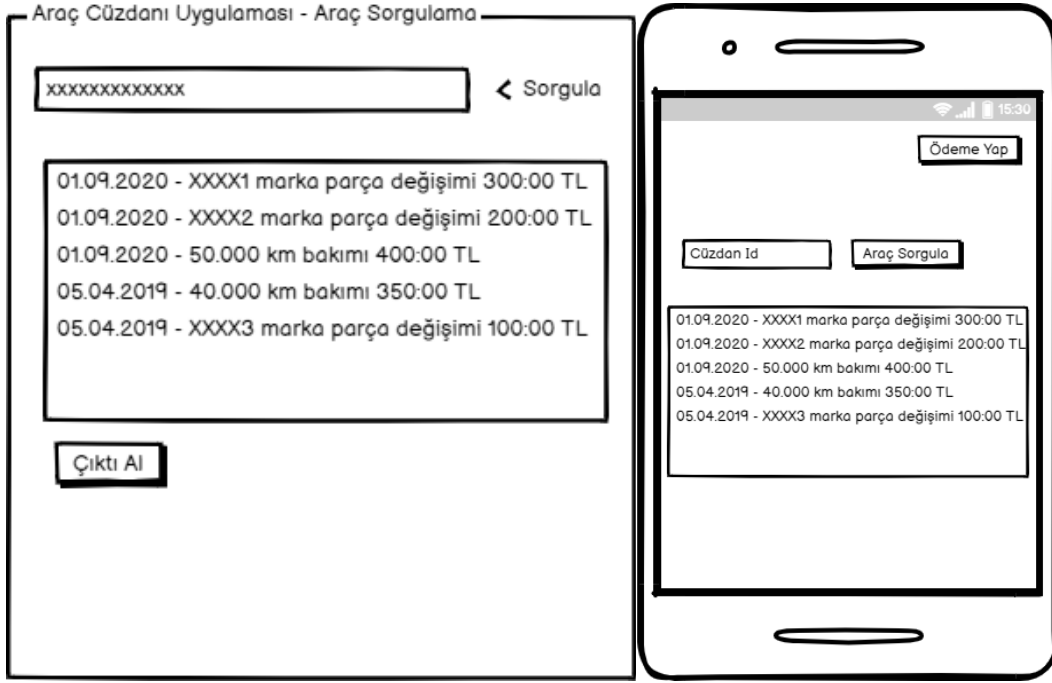 Araç Cüzdanı Uygulaması - Araç Sorgulama
xxxxxxxxxxxxx
Sorgula
01.09.2020 - XXXX1 marka parça değişimi 300:00 TL
01.09.2020 - XXXX2 marka parça değişimi 200:00 TL
01.09.2020 - 50.000 km bakımı 400:00 TL
05.04.2019 - 40.000 km bakımı 350:00 TL
05.04.2019 - XXXX3 marka parça değişimi 100:00 TL
Çıktı Al
15:30
Ödeme Yap
Cüzdan Id
Araç Sorgula
01.09.2020 - XXXX1 marka parça değişimi 300:00 TL
01.09.2020 - XXXX2 marka parça değişimi 200:00 TL
01.09.2020 - 50.000 km bakımı 400:00 TL
05.04.2019 - 40.000 km bakımı 350:00 TL
05.04.2019 - XXXX3 marka parça değişimi 100:00 TL